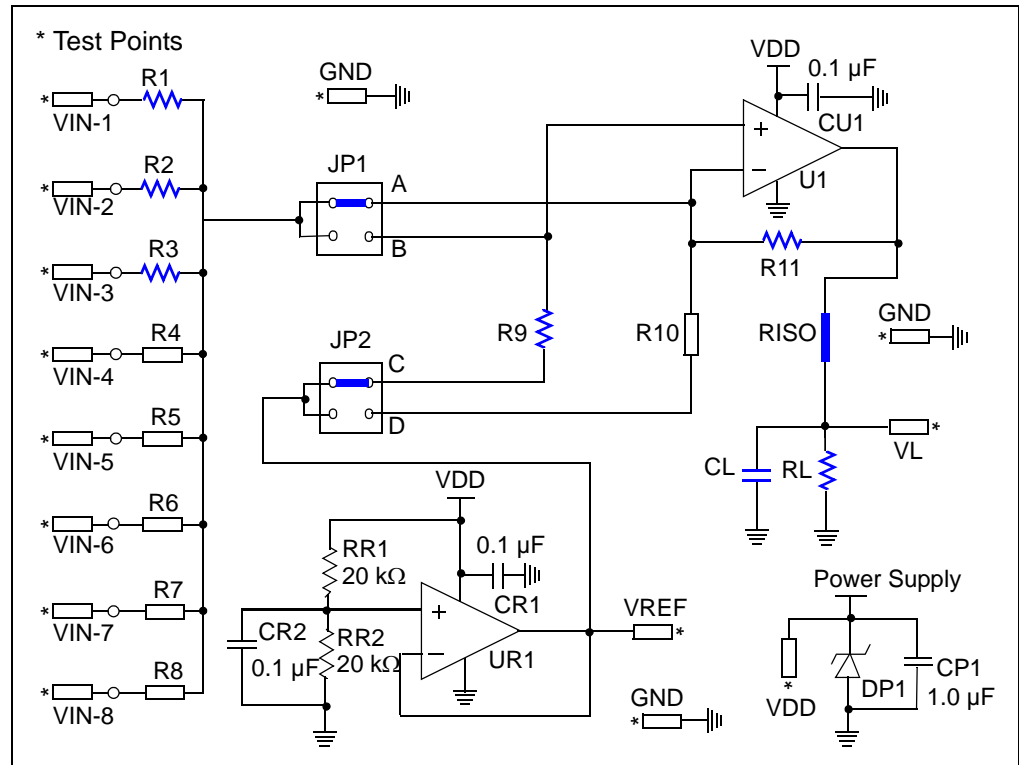 * Test Points
R1
*
VIN-1
R2
*
VIN-2
R3
*
VIN-3
R4
*
VIN-4
R5
*
VIN-5
R6
*
VIN-6
R7
*
VIN-7
R8
*
VIN-8
GND
*
JP1
A
B
JP2
C
D
VDD
0.1 µF
CU1
+
−
U1
R11
R9
R10
RISO
GND
*
VL
*
CL
RL
VDD
0.1 µF
CR1
RR1
20 kΩ
CR2
0.1 µF
RR2
20 kΩ
+
−
UR1
VREF
*
GND
*
Power Supply
*
VDD
DP1
CP1
1.0 µF